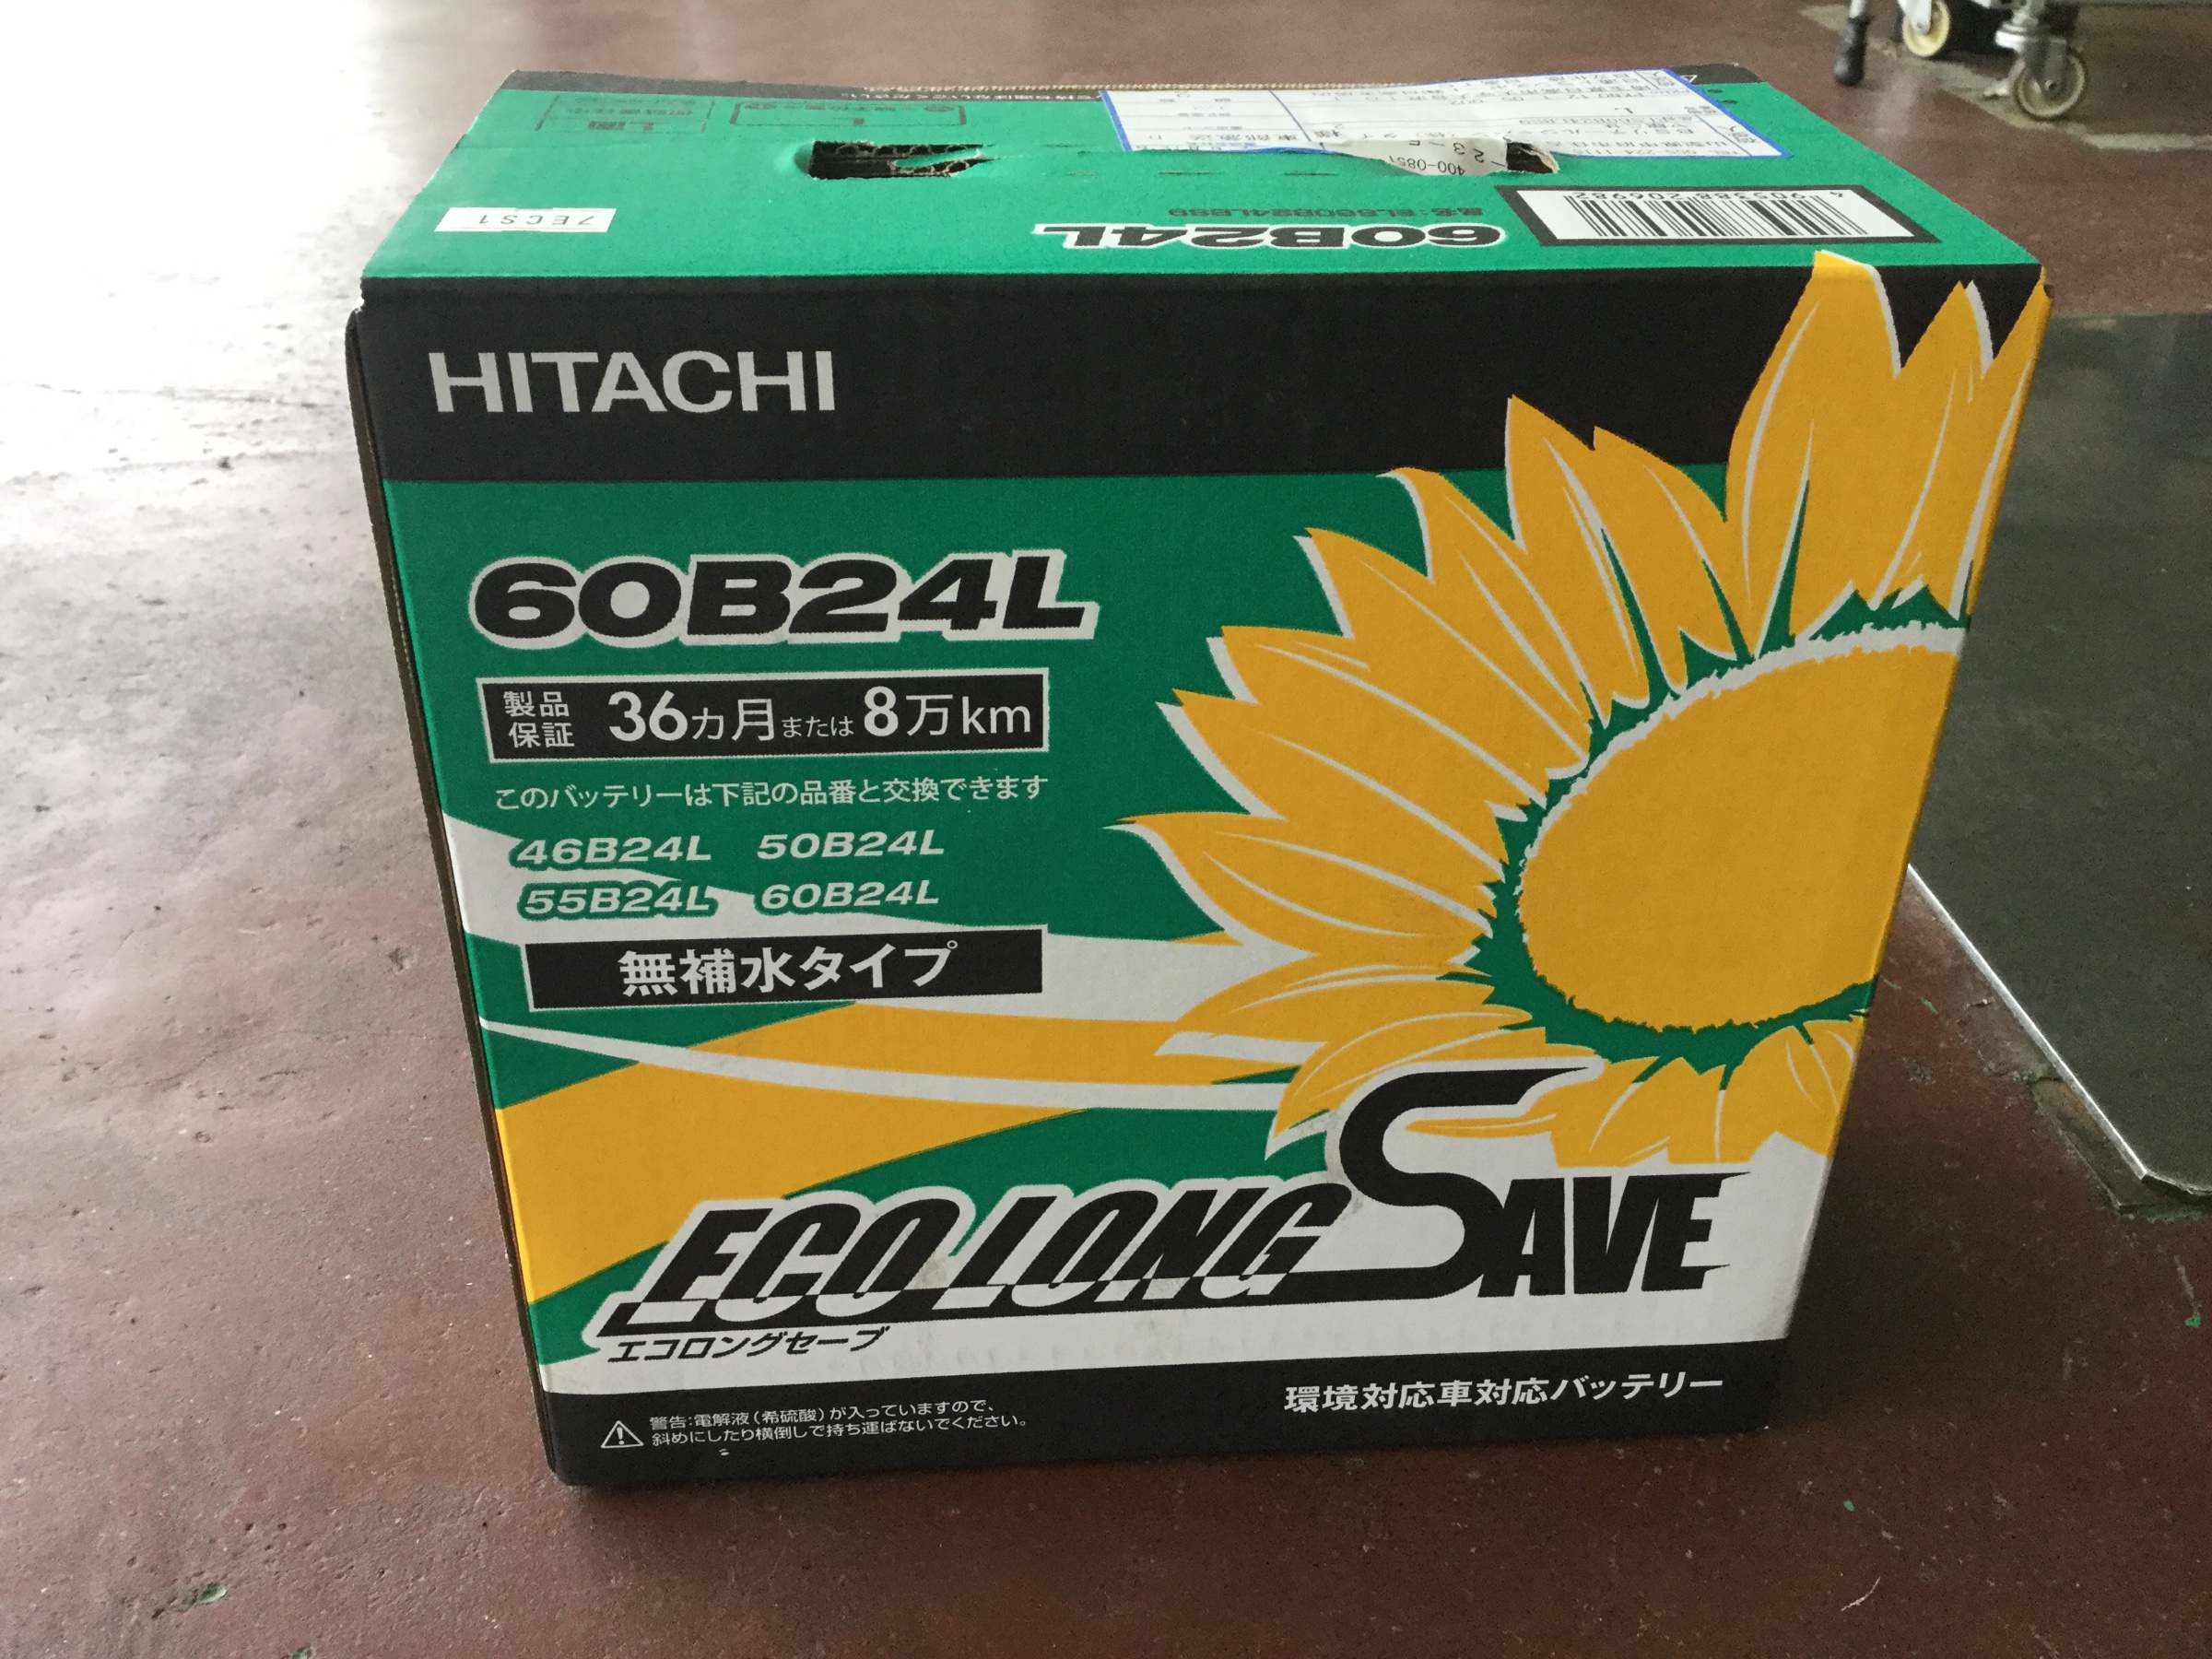 7ECS1
60B24L
4905388206982
400-0851
HITACHI
60B24L
製品保証 36カ月または8万km
このバッテリーは下記の品番と交換できます
46B24L 50B24L
55B24L 60B24L
無補水タイプ
ECO LONG SAVE
エコロングセーブ
環境対応車対応バッテリー
警告:電解液(希硫酸)が入っていますので、
斜めにしたり横倒しで持ち運ばないでください。